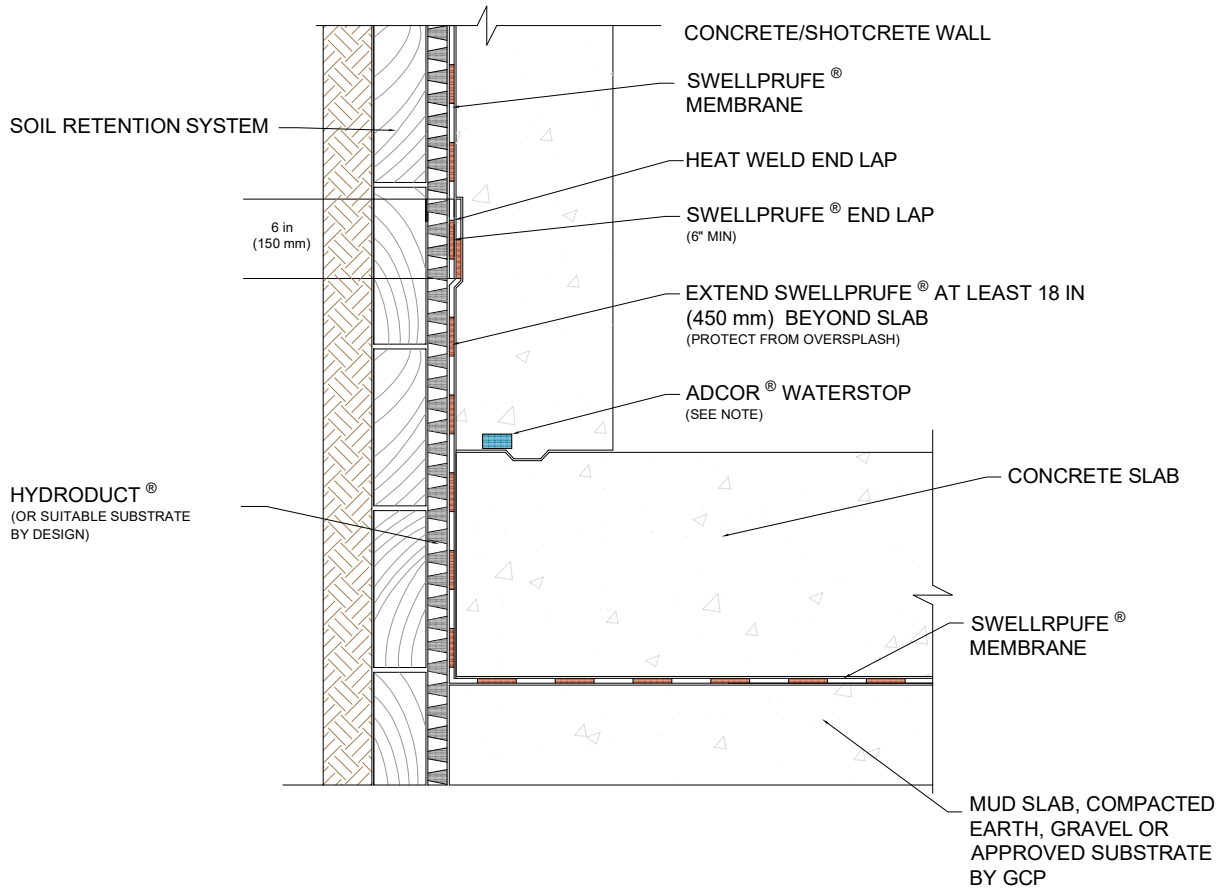 CONCRETE/SHOTCRETE WALL
SWELLPRUFE ®
MEMBRANE
SOIL RETENTION SYSTEM
HEAT WELD END LAP
SWELLPRUFE ® END LAP
(6" MIN)
6 in
(150 mm)
EXTEND SWELLPRUFE ® AT LEAST 18 IN
(450 mm) BEYOND SLAB
(PROTECT FROM OVERSPLASH)
ADCOR ® WATERSTOP
(SEE NOTE)
CONCRETE SLAB
HYDRODUCT ®
(OR SUITABLE SUBSTRATE
BY DESIGN)
SWELLRPUFE ®
MEMBRANE
MUD SLAB, COMPACTED
EARTH, GRAVEL OR
APPROVED SUBSTRATE
BY GCP